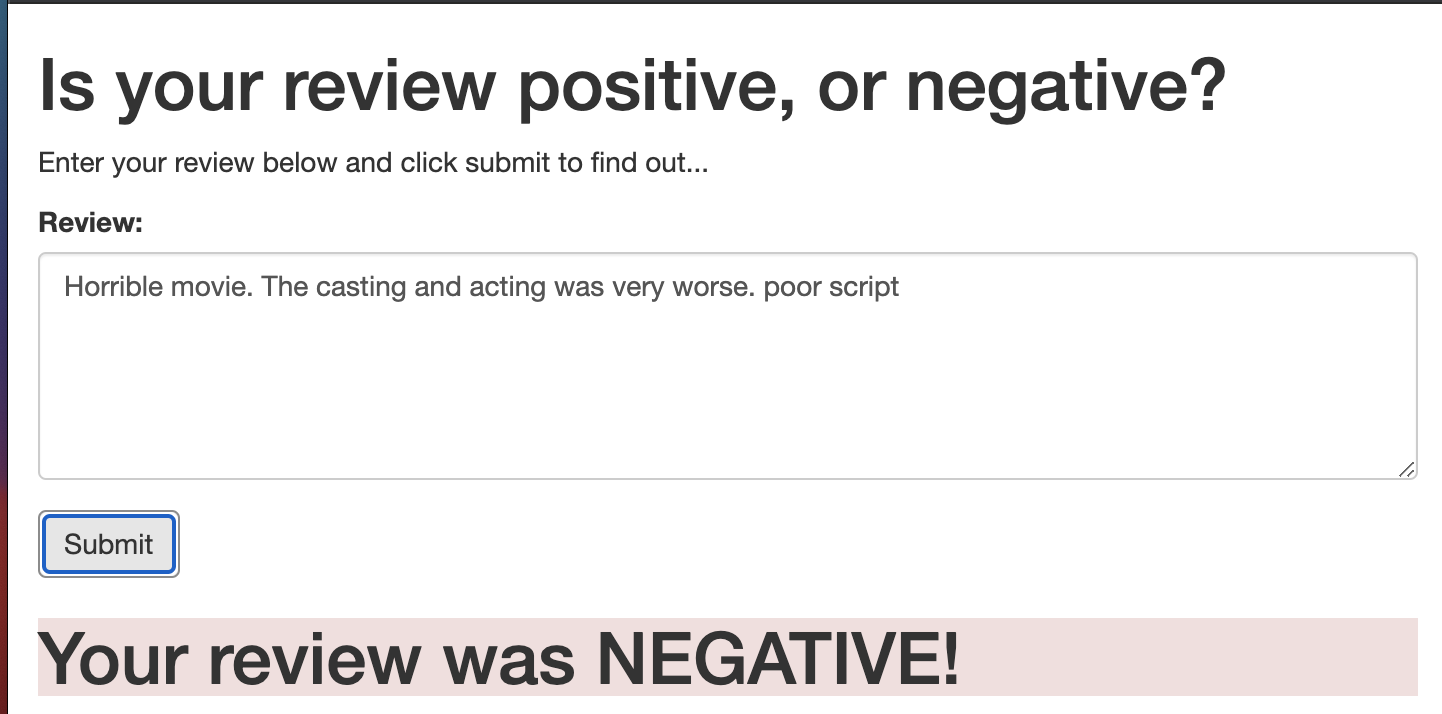 Is your review positive, or negative?
Enter your review below and click submit to find out...
Review:
Horrible movie. The casting and acting was very worse. poor script
Submit
Your review was NEGATIVE!